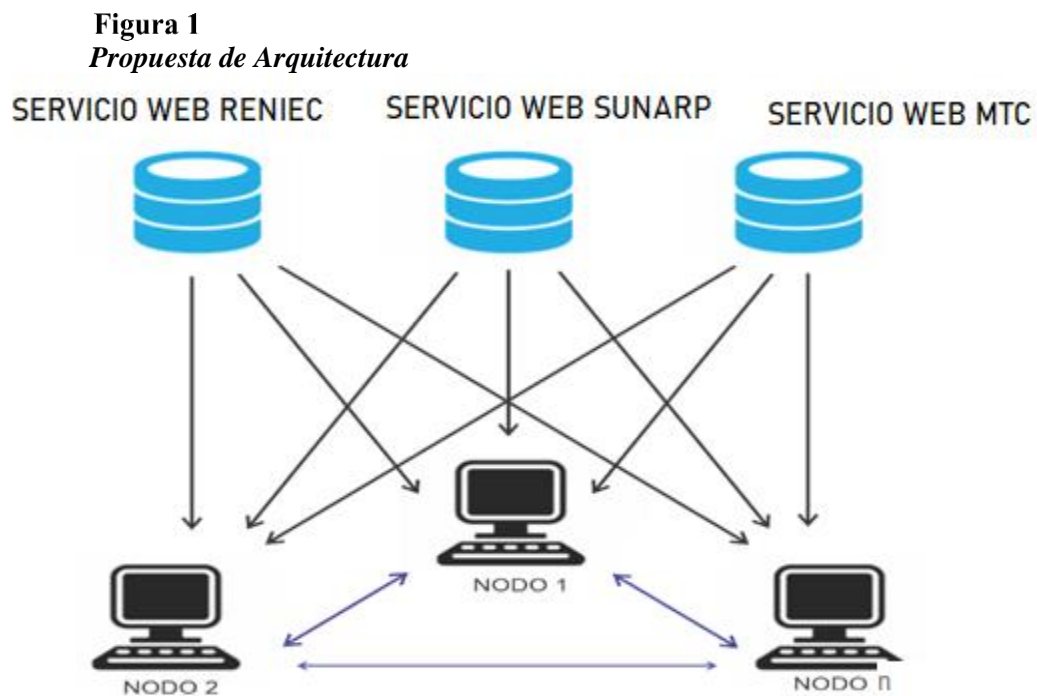 Figura 1
Propuesta de Arquitectura
SERVICIO WEB RENIEC
SERVICIO WEB SUNARP
SERVICIO WEB MTC
NODO 1
NODO 2
NODO n